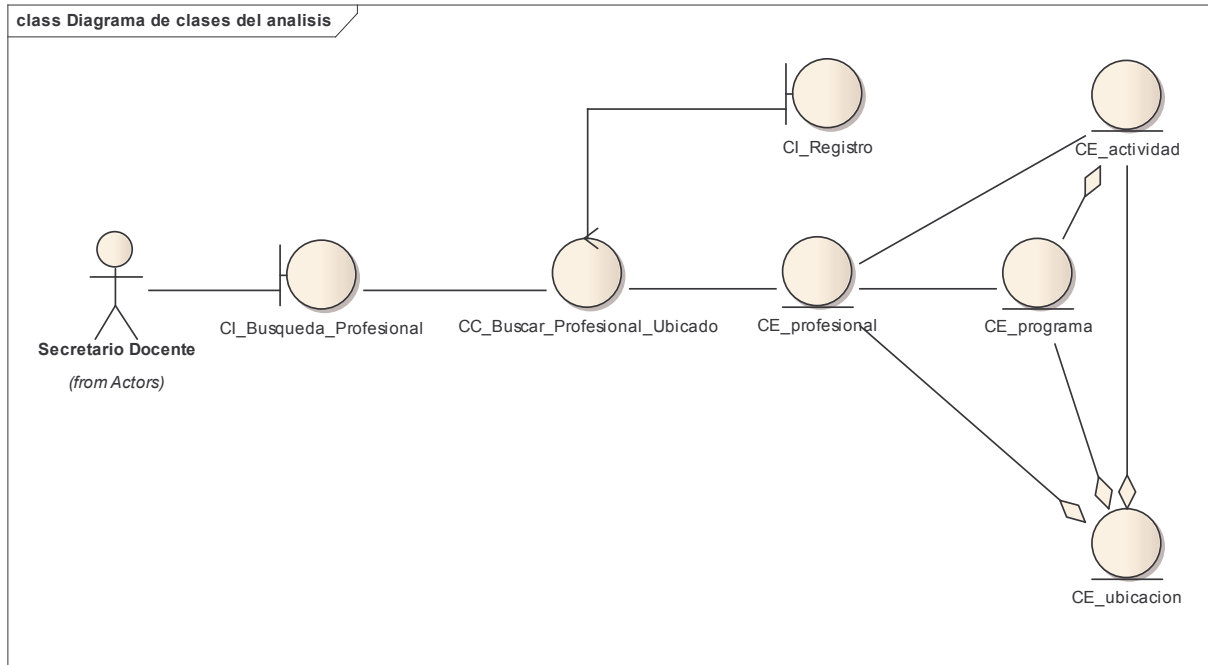 class Diagrama de clases del analisis
CI_Registro
CE_actividad
Secretario Docente
(from Actors)
CI_Busqueda_Profesional
CC_Buscar_Profesional_Ubicado
CE_profesional
CE_programa
CE_ubicacion